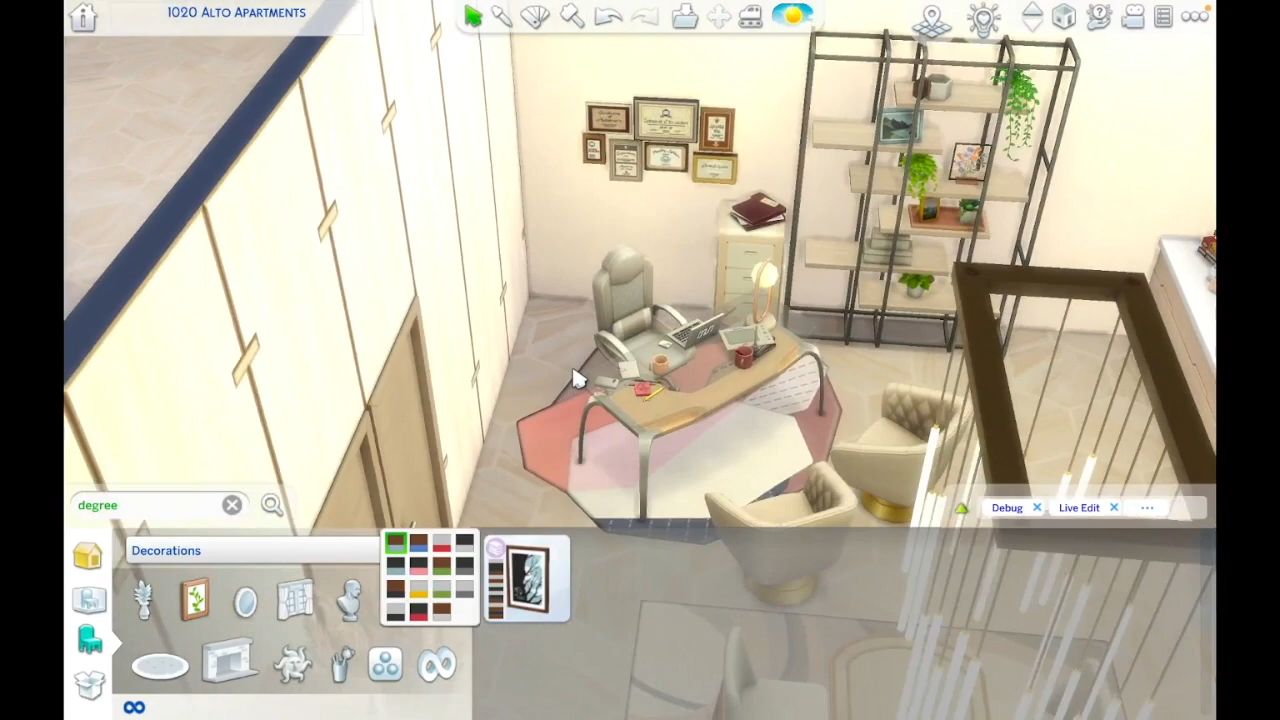 1020 Alto Apartments
degree
Debug
Live Edit
Decorations